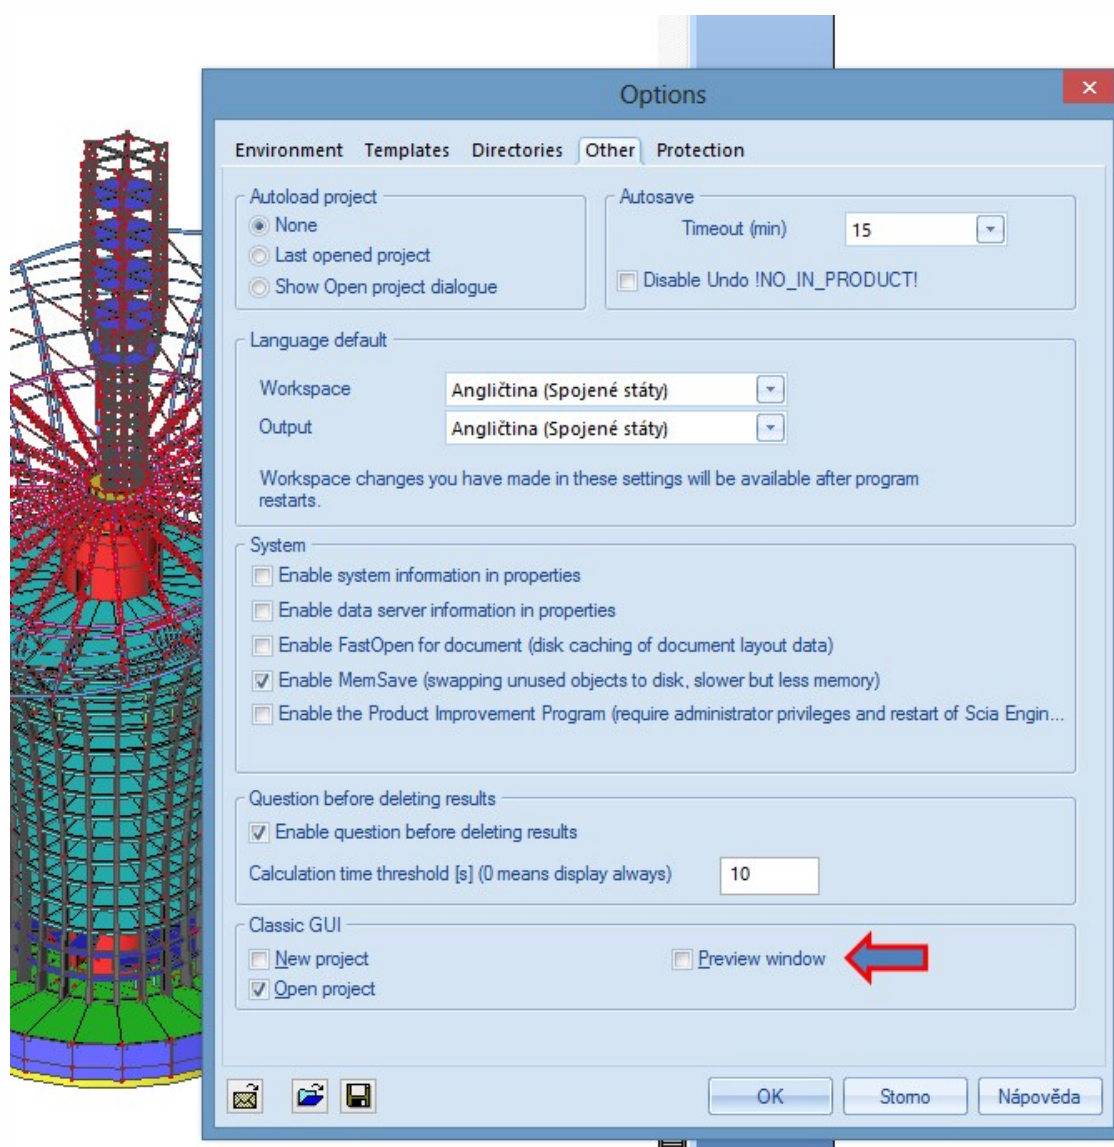 Options
Environment Templates Directories Other Protection
Autoload project
None
Last opened project
Show Open project dialogue
Autosave
Timeout (min) 15
Disable Undo !NO_IN_PRODUCT!
Language default
Workspace Angličtina (Spojené státy)
Output Angličtina (Spojené státy)
Workspace changes you have made in these settings will be available after program
restarts.
System
Enable system information in properties
Enable data server information in properties
Enable FastOpen for document (disk caching of document layout data)
Enable MemSave (swapping unused objects to disk, slower but less memory)
Enable the Product Improvement Program (require administrator privileges and restart of Scia Engin...
Question before deleting results
Enable question before deleting results
Calculation time threshold [s] (0 means display always) 10
Classic GUI
New project Preview window
Open project
OK Storno Nápověda